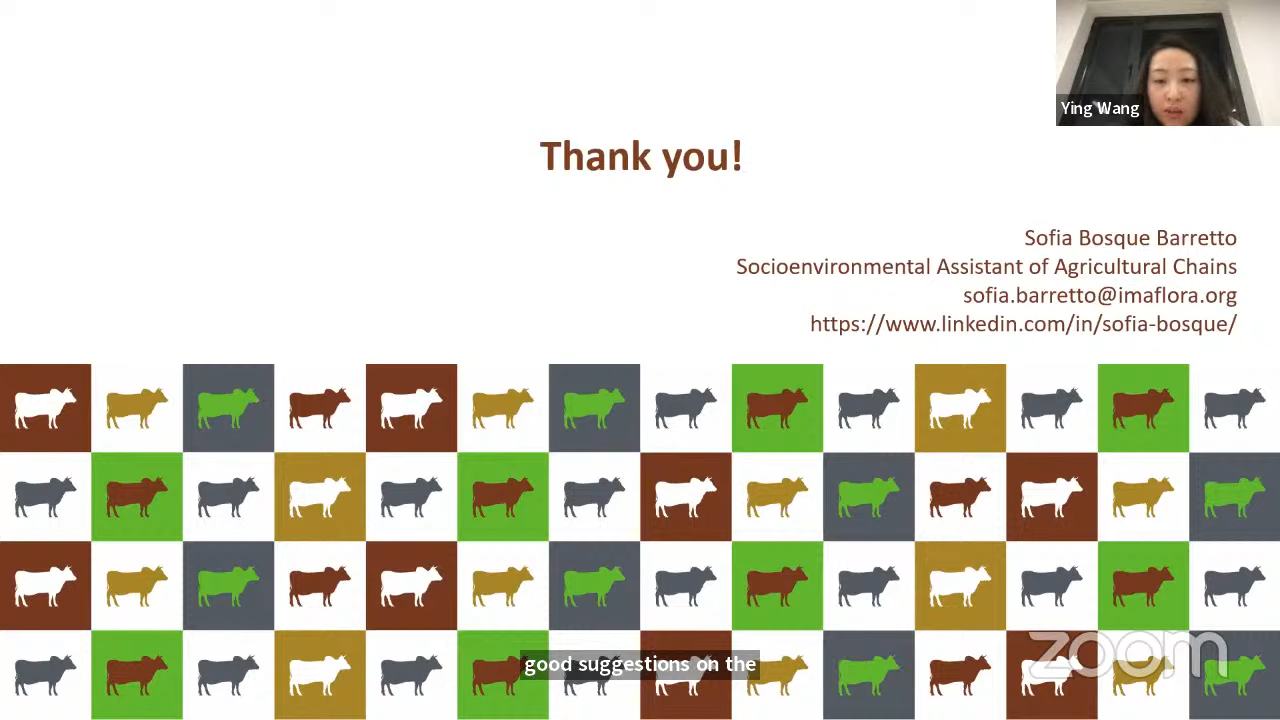 Ying Wang
Thank you!
Sofia Bosque Barretto
Socioenvironmental Assistant of Agricultural Chains
sofia.barretto@imaflora.org
https://www.linkedin.com/in/sofia-bosque/
good suggestions on the
zoom